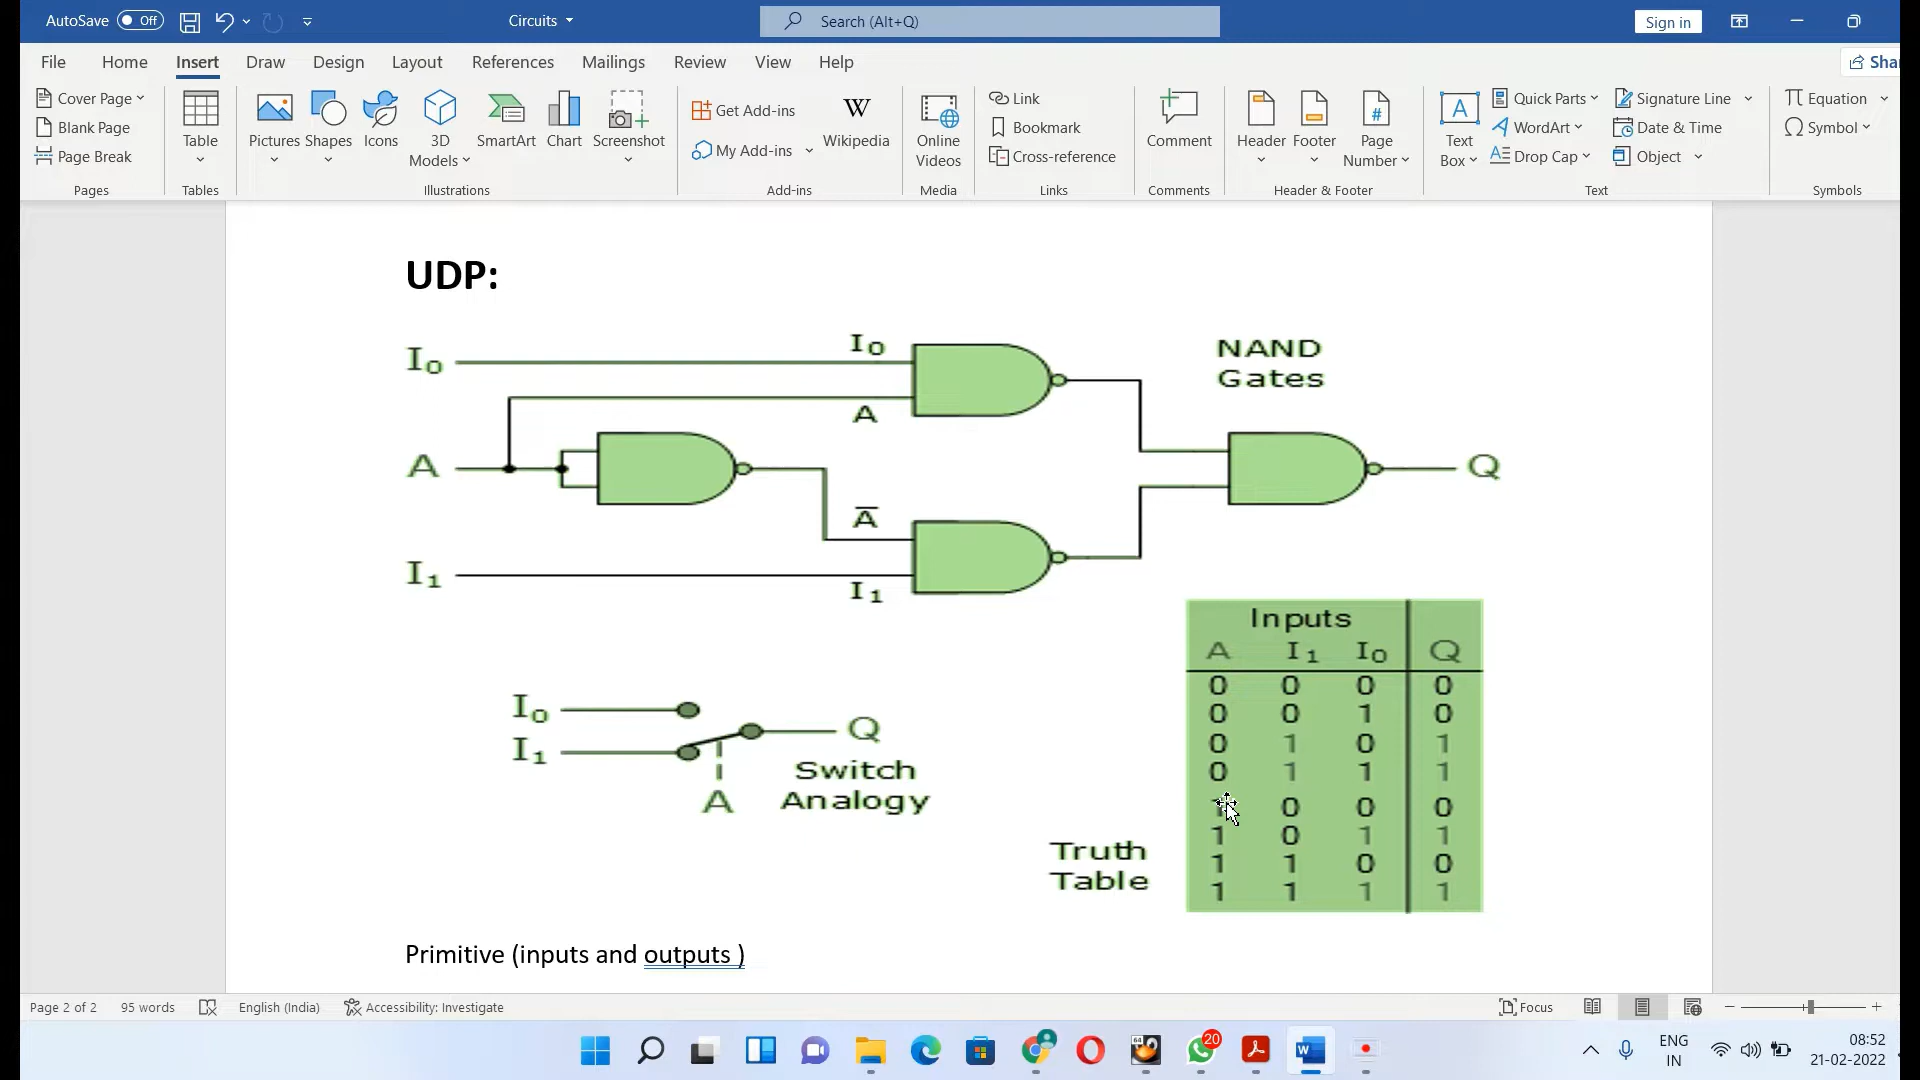 AutoSave Off Circuits Search (Alt+Q) Sign in
File Home Insert Draw Design Layout References Mailings Review View Help Sha
Cover Page
Blank Page
Page Break
Pages
Table
Tables
Pictures Shapes Icons 3D Models SmartArt Chart Screenshot
Illustrations
Get Add-ins
My Add-ins
Wikipedia
Add-ins
Online Videos
Media
Link
Bookmark
Cross-reference
Links
Comment
Comments
Header Footer Page Number
Header & Footer
Text Box
Quick Parts
WordArt
Drop Cap
Signature Line
Date & Time
Object
Text
Equation
Symbol
Symbols
UDP:
I0 I0
NAND
Gates
A
A Q
A̅
I1 I1
I0
I1 Q
Switch
Analogy
A
Truth
Table
Inputs
A I1 I0 Q
0 0 0 0
0 0 1 0
0 1 0 1
0 1 1 1
0 0 0
1 0 1 1
1 1 0 0
1 1 1 1
Primitive (inputs and outputs )
Page 2 of 2 95 words English (India) Accessibility: Investigate Focus
64 20
ENG
IN
08:52
21-02-2022